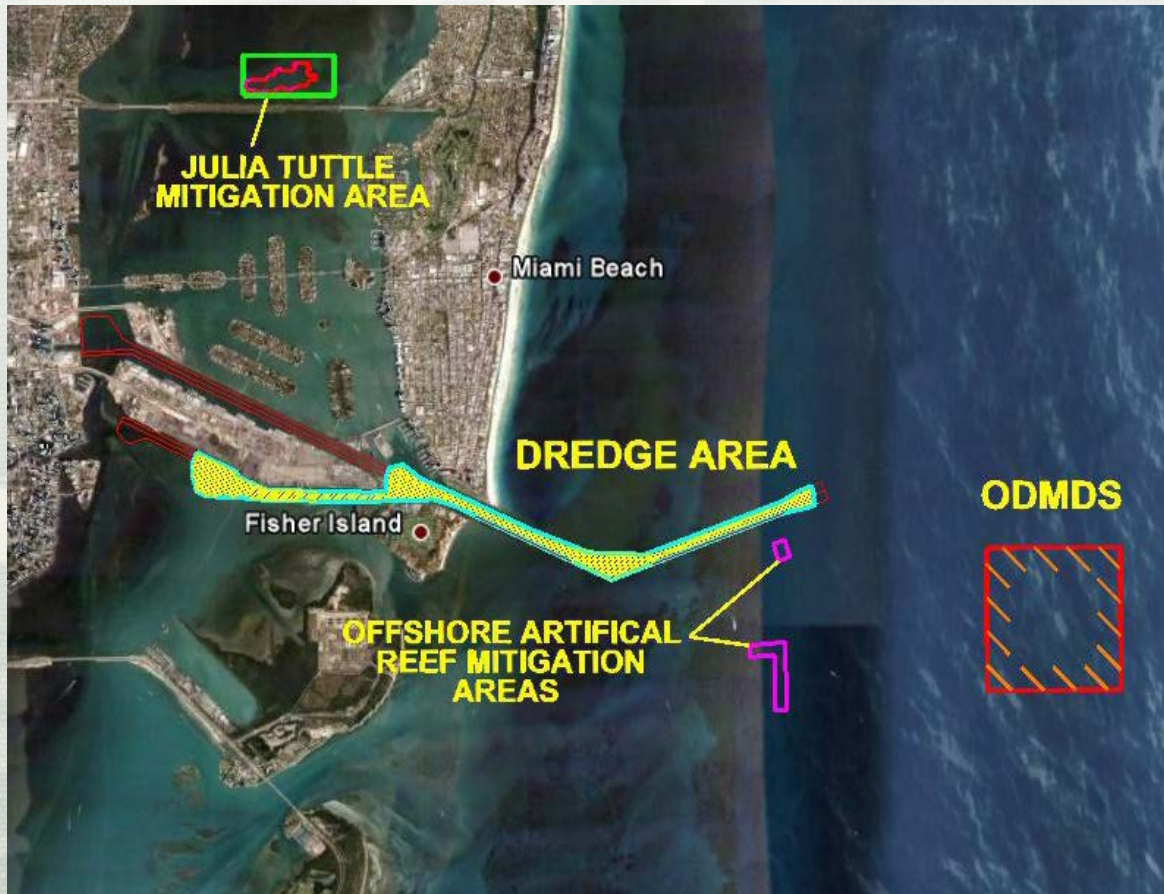 JULIA TUTTLE
MITIGATION AREA
Miami Beach
DREDGE AREA
ODMDS
Fisher Island
OFFSHORE ARTIFICAL
REEF MITIGATION
AREAS